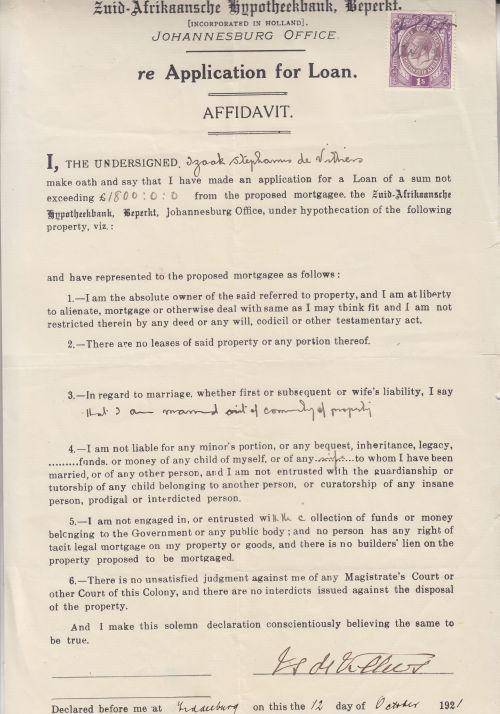 Zuid-Afrikaansche Hypotheekbank, Beperkt.
[INCORPORATED IN HOLLAND].
JOHANNESBURG OFFICE.
1s
re Application for Loan.
AFFIDAVIT.
I, THE UNDERSIGNED, Izaak Stephanus de Villiers
make oath and say that I have made an application for a Loan of a sum not
exceeding £1800:0:0 from the proposed mortgagee, the Zuid-Afrikaansche
Hypotheekbank, Beperkt, Johannesburg Office, under hypothecation of the following
property, viz.:
and have represented to the proposed mortgagee as follows:
1.—I am the absolute owner of the said referred to property, and I am at liberty
to alienate, mortgage or otherwise deal with same as I may think fit and I am not
restricted therein by any deed or any will, codicil or other testamentary act.
2.—There are no leases of said property or any portion thereof.
3.—In regard to marriage, whether first or subsequent or wife's liability, I say
that I am married out of community of property
4.—I am not liable for any minor's portion, or any bequest, inheritance, legacy,
.........funds, or money of any child of myself, or of any wife to whom I have been
married, or of any other person, and I am not entrusted with the guardianship or
tutorship of any child belonging to another person, or curatorship of any insane
person, prodigal or interdicted person.
5.—I am not engaged in, or entrusted with the collection of funds or money
belonging to the Government or any public body; and no person has any right of
tacit legal mortgage on my property or goods, and there is no builders' lien on the
property proposed to be mortgaged.
6.—There is no unsatisfied judgment against me of any Magistrate's Court or
other Court of this Colony, and there are no interdicts issued against the disposal
of the property.
And I make this solemn declaration conscientiously believing the same to
be true.
Is de Villiers
Declared before me at on this the 12 day of October 1921